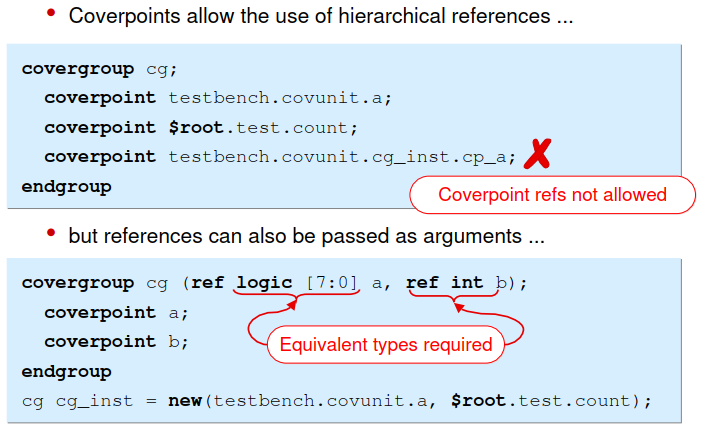 • Coverpoints allow the use of hierarchical references ...
covergroup cg;
coverpoint testbench.covunit.a;
coverpoint $root.test.count;
coverpoint testbench.covunit.cg_inst.cp_a; ✗
endgroup
Coverpoint refs not allowed
• but references can also be passed as arguments ...
covergroup cg (ref logic [7:0] a, ref int b);
coverpoint a;
coverpoint b;
Equivalent types required
endgroup
cg cg_inst = new(testbench.covunit.a, $root.test.count);